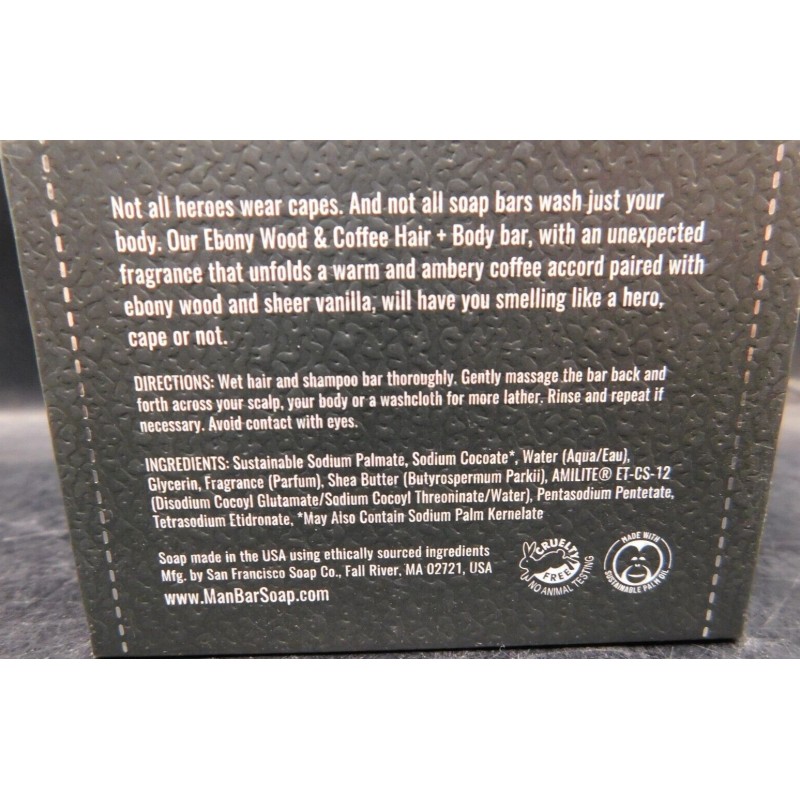 Not all heroes wear capes. And not all soap bars wash just your
body. Our Ebony Wood & Coffee Hair + Body bar, with an unexpected
fragrance that unfolds a warm and ambery coffee accord paired with
ebony wood and sheer vanilla, will have you smelling like a hero,
cape or not.
DIRECTIONS: Wet hair and shampoo bar thoroughly. Gently massage the bar back and
forth across your scalp, your body or a washcloth for more lather. Rinse and repeat if
necessary. Avoid contact with eyes.
INGREDIENTS: Sustainable Sodium Palmate, Sodium Cocoate*, Water (Aqua/Eau),
Glycerin, Fragrance (Parfum), Shea Butter (Butyrospermum Parkii), AMILITE® ET-CS-12
(Disodium Cocoyl Glutamate/Sodium Cocoyl Threoninate/Water), Pentasodium Pentetate,
Tetrasodium Etidronate, *May Also Contain Sodium Palm Kernelate
Soap made in the USA using ethically sourced ingredients
Mfg. by San Francisco Soap Co., Fall River, MA 02721, USA
www.ManBarSoap.com
CRUELTY
FREE
NO ANIMAL TESTING
MADE WITH
SUSTAINABLE PALM OIL